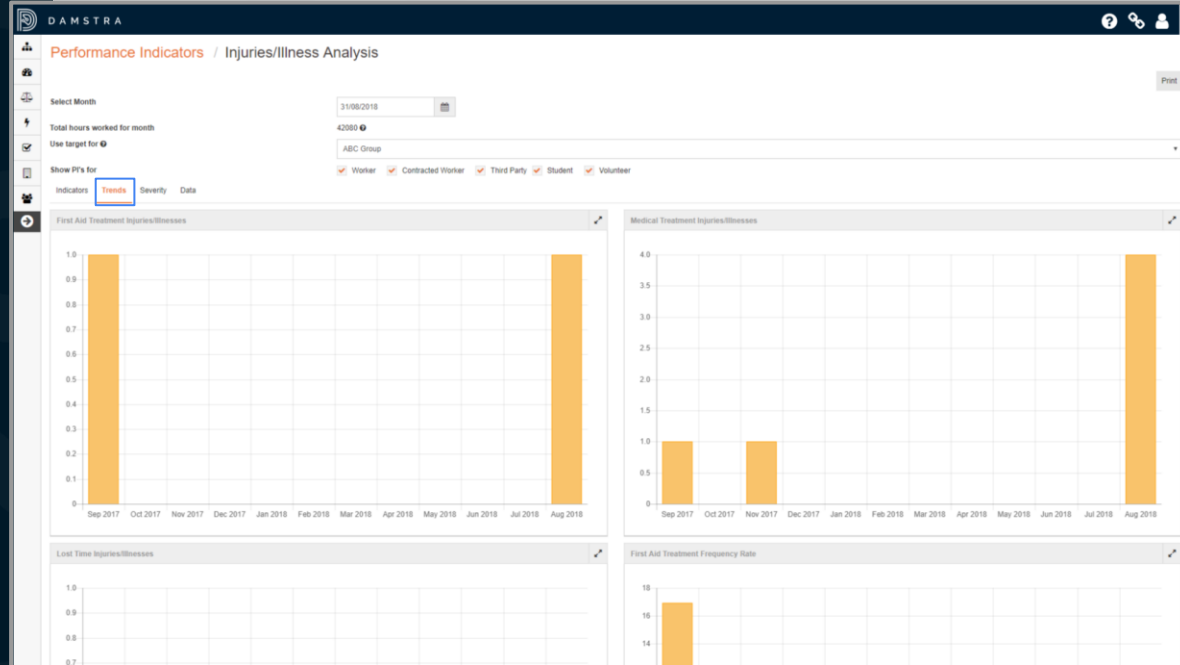 DAMSTRA
Performance Indicators / Injuries/Illness Analysis
Print
Select Month
31/08/2018
Total hours worked for month
42080
Use target for
ABC Group
Show PI's for
Worker Contracted Worker Third Party Student Volunteer
Indicators Trends Severity Data
First Aid Treatment Injuries/Illnesses
1.0
0.9
0.8
0.7
0.6
0.5
0.4
0.3
0.2
0.1
0
Sep 2017 Oct 2017 Nov 2017 Dec 2017 Jan 2018 Feb 2018 Mar 2018 Apr 2018 May 2018 Jun 2018 Jul 2018 Aug 2018
Medical Treatment Injuries/Illnesses
4.0
3.5
3.0
2.5
2.0
1.5
1.0
0.5
0
Sep 2017 Oct 2017 Nov 2017 Dec 2017 Jan 2018 Feb 2018 Mar 2018 Apr 2018 May 2018 Jun 2018 Jul 2018 Aug 2018
Lost Time Injuries/Illnesses
1.0
0.9
0.8
0.7
First Aid Treatment Frequency Rate
18
16
14